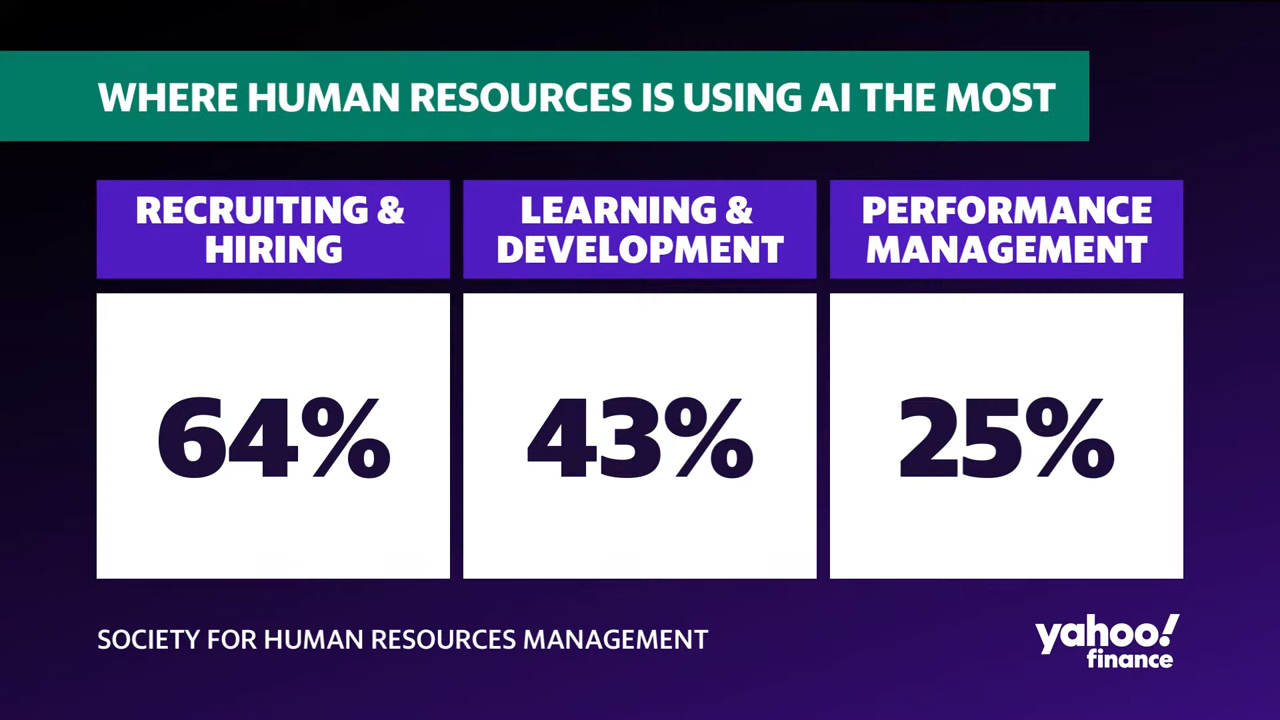 WHERE HUMAN RESOURCES IS USING AI THE MOST
RECRUITING &
HIRING
64%
LEARNING &
DEVELOPMENT
43%
PERFORMANCE
MANAGEMENT
25%
SOCIETY FOR HUMAN RESOURCES MANAGEMENT
yahoo!
finance